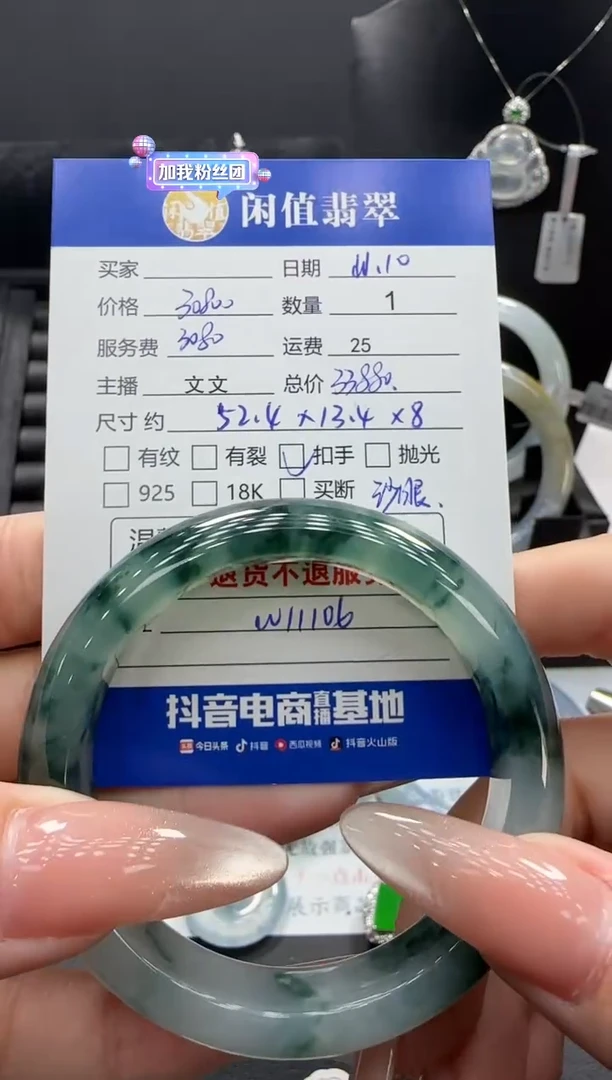 加我粉丝团
闲值翡翠
买家 日期 11.10
价格 30800 数量 1
服务费 3080 运费 25
主播 文文 总价 33880.
尺寸 约 52.4 ×13.4 ×8
有纹 有裂 扣手 抛光
925 18K 买断 沙眼.
退货不退服
W11106
抖音电商直播基地
今日头条 抖音 西瓜视频 抖音火山版
展示